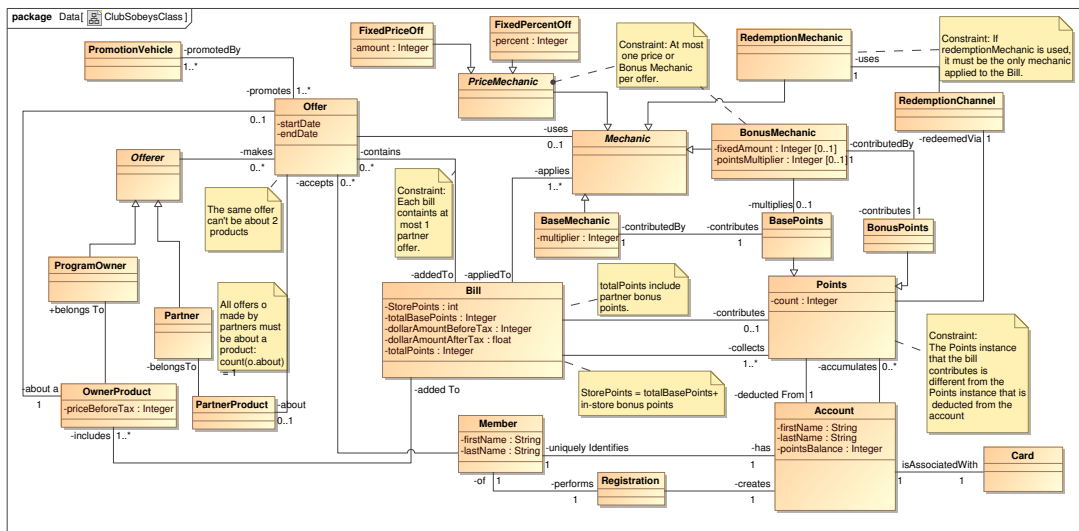 package Data[ ClubSobeysClass ]
PromotionVehicle
-promotedBy
1..*
-promotes
1..*
FixedPriceOff
-amount : Integer
FixedPercentOff
-percent : Integer
PriceMechanic
Constraint: At most
one price or
Bonus Mechanic
per offer.
RedemptionMechanic
-uses
1
Constraint: If
redemptionMechanic is used,
it must be the only mechanic
applied to the Bill.
RedemptionChannel
-redeemedVia
1
Offer
-startDate
-endDate
0..1
-uses
0..1
Mechanic
BonusMechanic
-fixedAmount : Integer [0..1]
-pointsMultiplier : Integer [0..1]
1
-contributedBy
Offerer
-makes
0..*
-contains
0..*
-accepts
0..*
-applies
1..*
-multiplies
0..1
-contributes
1
The same offer
can't be about 2
products
Constraint:
Each bill
containts at
most 1
partner
offer.
BaseMechanic
-multiplier : Integer
-contributedBy
1
-contributes
1
BasePoints
BonusPoints
ProgramOwner
+belongs To
Partner
-belongsTo
All offers o
made by
partners must
be about a
product:
count(o.about)
= 1
-addedTo
-appliedTo
Bill
-StorePoints : int
-totalBasePoints : Integer
-dollarAmountBeforeTax : Integer
-dollarAmountAfterTax : float
-totalPoints : Integer
totalPoints include
partner bonus
points.
Points
-count : Integer
-contributes
0..1
-collects
1..*
-accumulates
0..*
Constraint:
The Points instance
that the bill
contributes is
different from the
Points instance that is
deducted from the
account
-about a
1
OwnerProduct
-priceBeforeTax : Integer
-includes
1..*
PartnerProduct
-about
0..1
-added To
StorePoints = totalBasePoints+
in-store bonus points
-deducted From
1
Account
-firstName : String
-lastName : String
-pointsBalance : Integer
Member
-firstName : String
-lastName : String
-uniquely Identifies
1
-has
1
-of
1
-performs
1
Registration
-creates
1
isAssociatedWith
1
1
Card